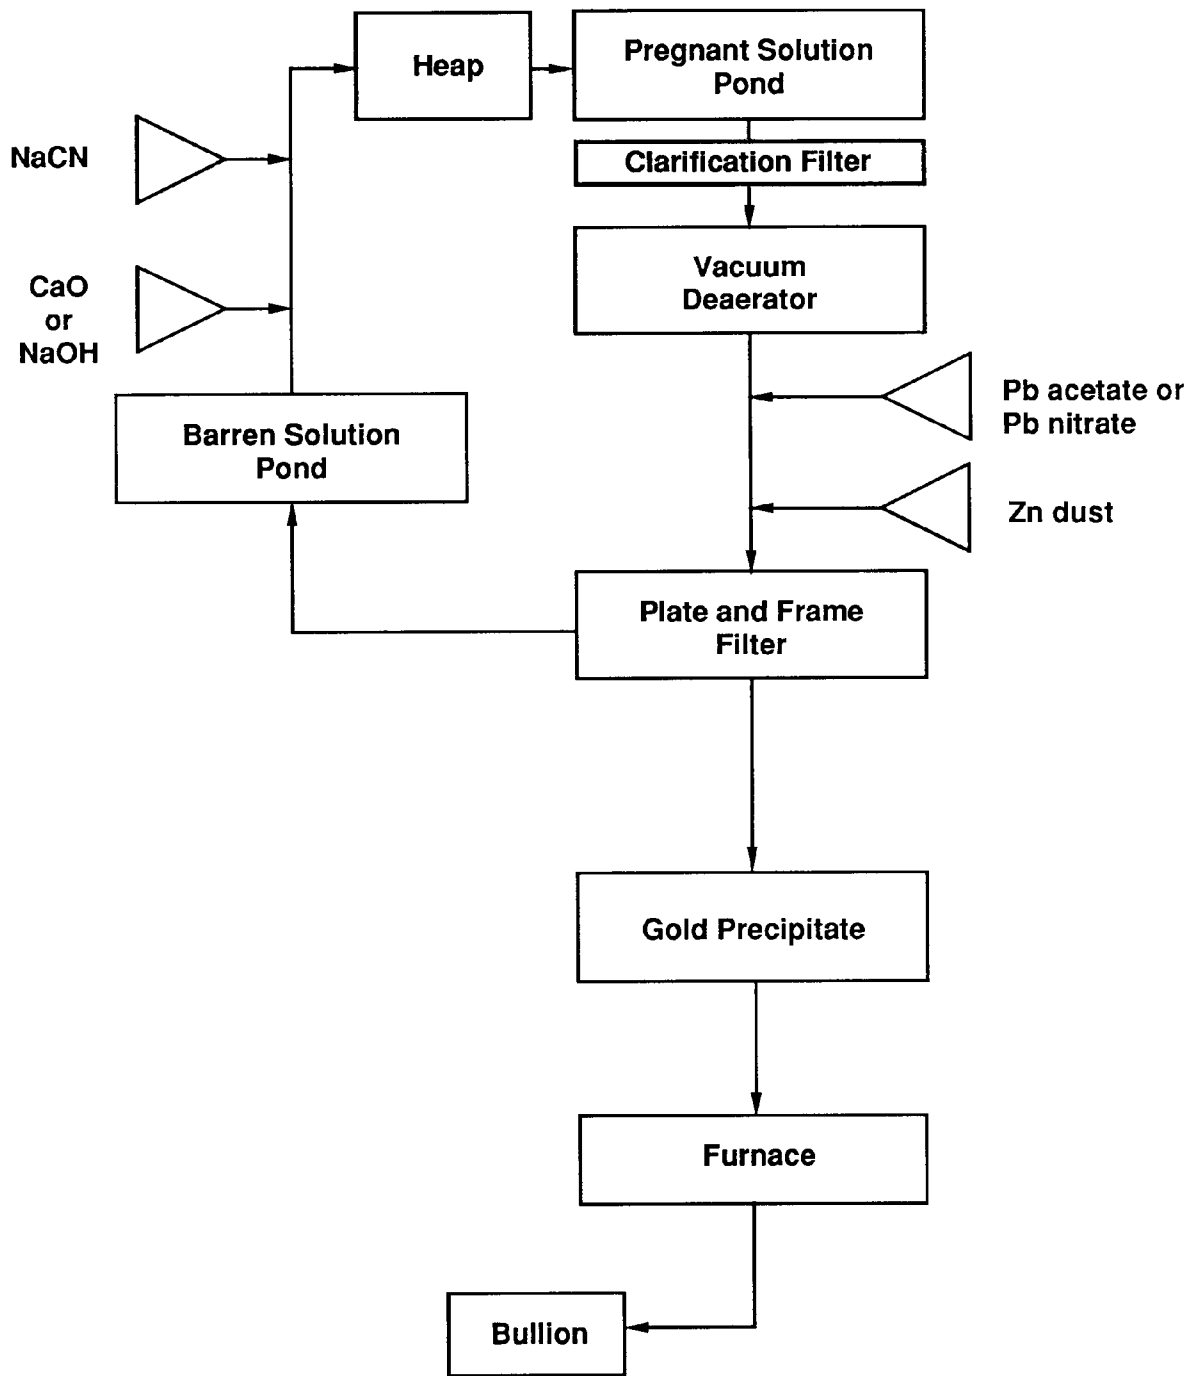 Heap
Pregnant Solution
Pond
NaCN
Clarification Filter
CaO
or
NaOH
Vacuum
Deaerator
Pb acetate or
Pb nitrate
Barren Solution
Pond
Zn dust
Plate and Frame
Filter
Gold Precipitate
Furnace
Bullion